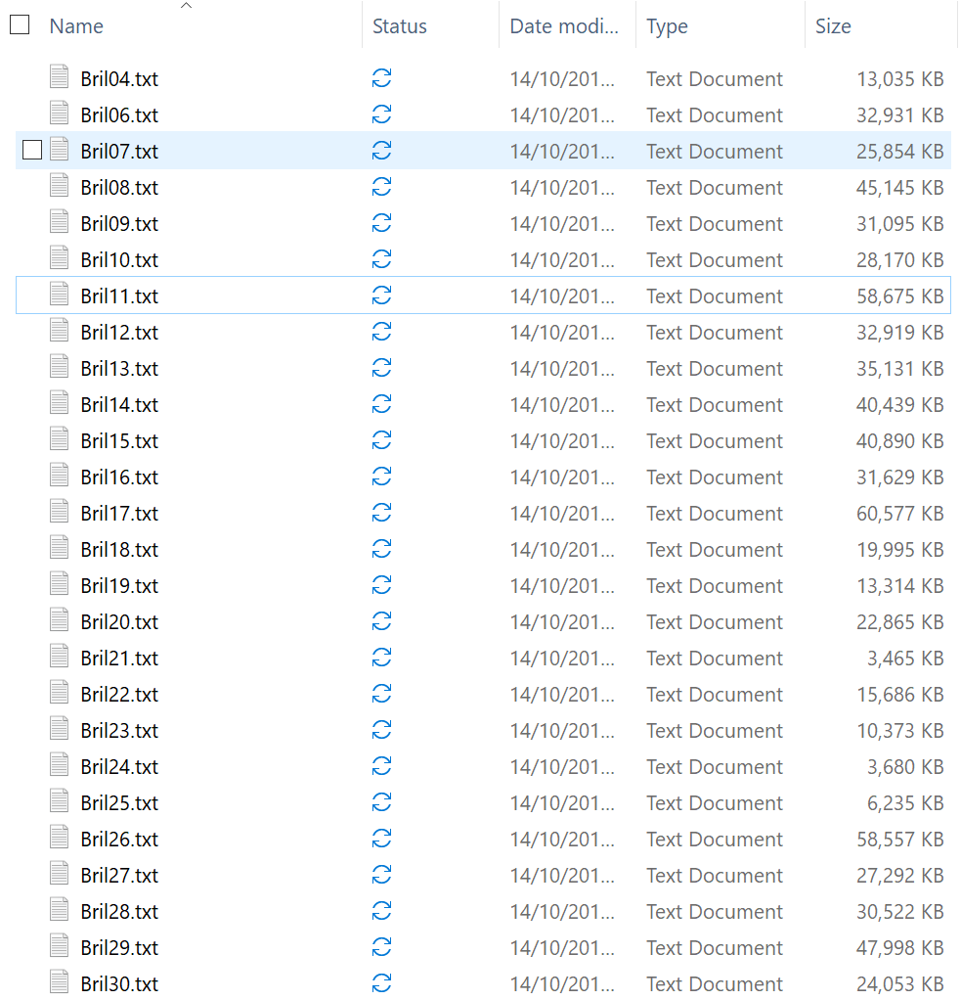 Name Status Date modi... Type Size
Bril04.txt 14/10/201... Text Document 13,035 KB
Bril06.txt 14/10/201... Text Document 32,931 KB
Bril07.txt 14/10/201... Text Document 25,854 KB
Bril08.txt 14/10/201... Text Document 45,145 KB
Bril09.txt 14/10/201... Text Document 31,095 KB
Bril10.txt 14/10/201... Text Document 28,170 KB
Bril11.txt 14/10/201... Text Document 58,675 KB
Bril12.txt 14/10/201... Text Document 32,919 KB
Bril13.txt 14/10/201... Text Document 35,131 KB
Bril14.txt 14/10/201... Text Document 40,439 KB
Bril15.txt 14/10/201... Text Document 40,890 KB
Bril16.txt 14/10/201... Text Document 31,629 KB
Bril17.txt 14/10/201... Text Document 60,577 KB
Bril18.txt 14/10/201... Text Document 19,995 KB
Bril19.txt 14/10/201... Text Document 13,314 KB
Bril20.txt 14/10/201... Text Document 22,865 KB
Bril21.txt 14/10/201... Text Document 3,465 KB
Bril22.txt 14/10/201... Text Document 15,686 KB
Bril23.txt 14/10/201... Text Document 10,373 KB
Bril24.txt 14/10/201... Text Document 3,680 KB
Bril25.txt 14/10/201... Text Document 6,235 KB
Bril26.txt 14/10/201... Text Document 58,557 KB
Bril27.txt 14/10/201... Text Document 27,292 KB
Bril28.txt 14/10/201... Text Document 30,522 KB
Bril29.txt 14/10/201... Text Document 47,998 KB
Bril30.txt 14/10/201... Text Document 24,053 KB